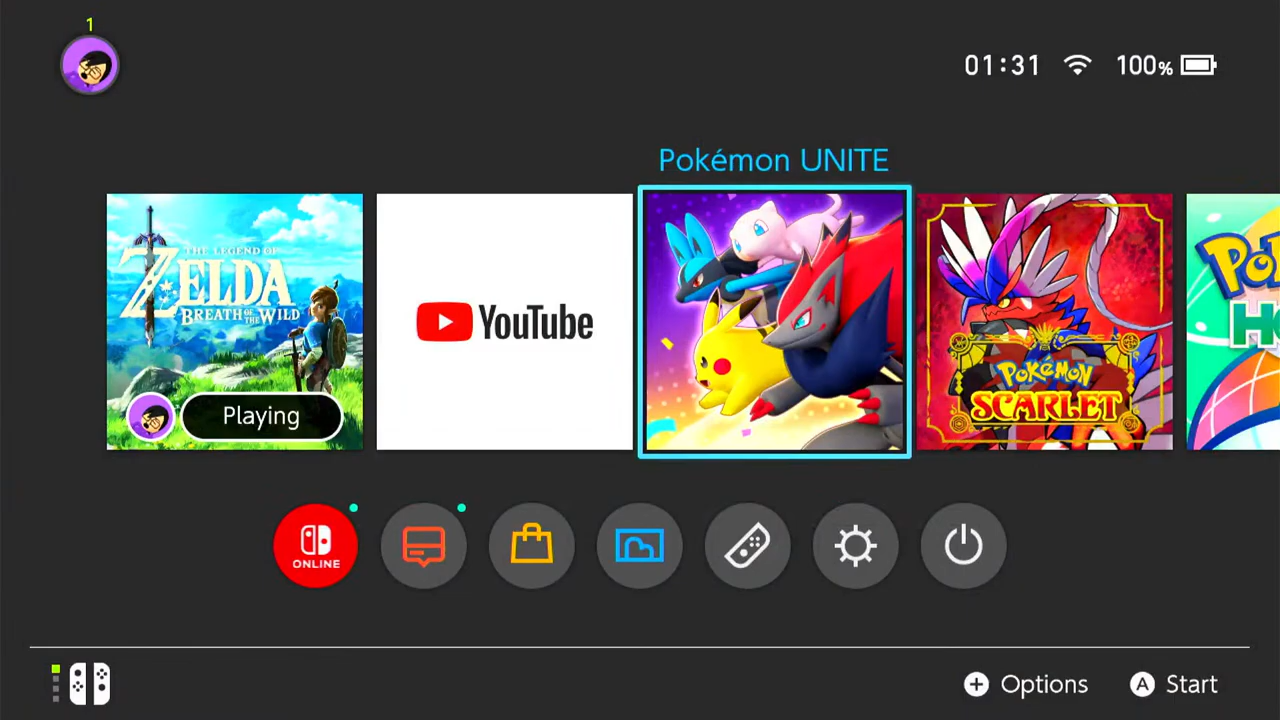 1
01:31
100%
Pokémon UNITE
THE LEGEND OF
ZELDA
BREATH OF THE WILD
Playing
YouTube
POKÉMON
SCARLET
ONLINE
+ Options
A Start